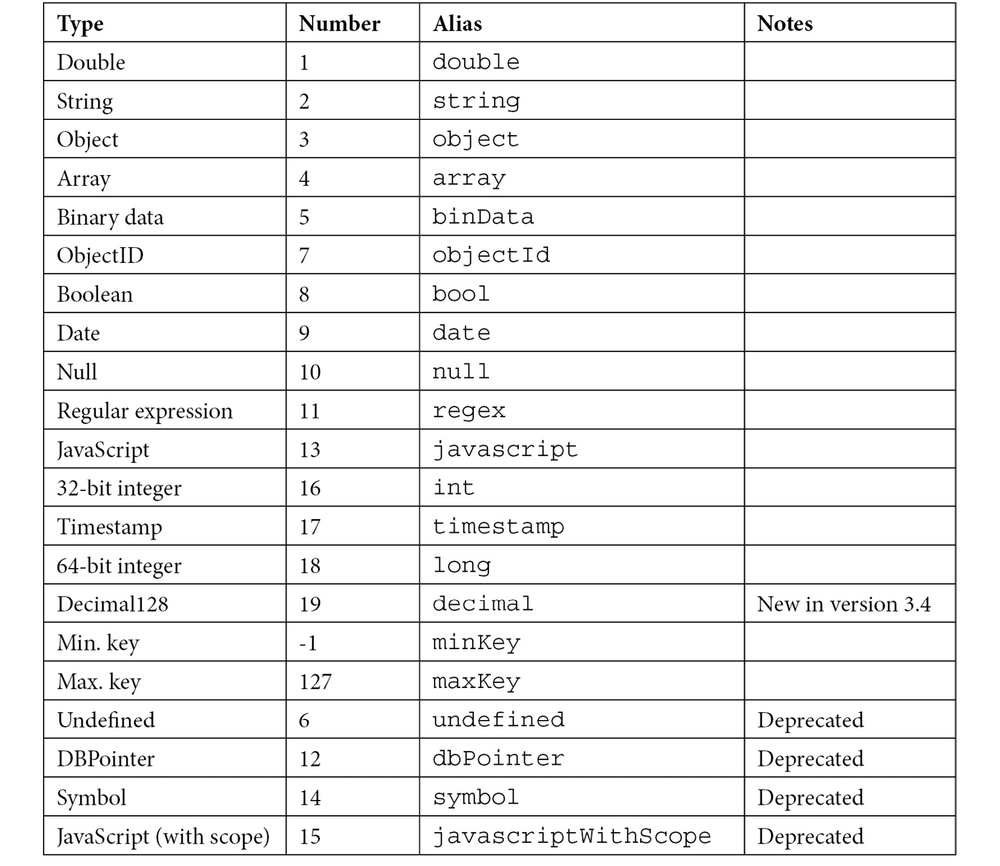 Type Number Alias Notes
Double 1 double
String 2 string
Object 3 object
Array 4 array
Binary data 5 binData
ObjectID 7 objectId
Boolean 8 bool
Date 9 date
Null 10 null
Regular expression 11 regex
JavaScript 13 javascript
32-bit integer 16 int
Timestamp 17 timestamp
64-bit integer 18 long
Decimal128 19 decimal New in version 3.4
Min. key -1 minKey
Max. key 127 maxKey
Undefined 6 undefined Deprecated
DBPointer 12 dbPointer Deprecated
Symbol 14 symbol Deprecated
JavaScript (with scope) 15 javascriptWithScope Deprecated